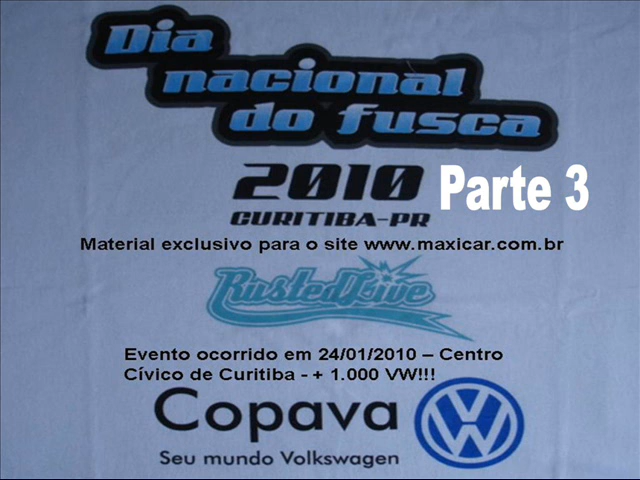 Dia
nacional
do fusca
2010 Parte 3
CURITIBA-PR
Material exclusivo para o site www.maxicar.com.br
RustedFive
Evento ocorrido em 24/01/2010 – Centro
Cívico de Curitiba - + 1.000 VW!!!
Copava
Seu mundo Volkswagen